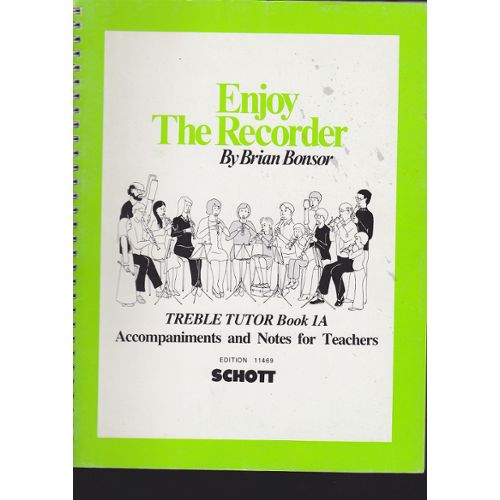 Enjoy
The Recorder
By Brian Bonsor
TREBLE TUTOR Book 1A
Accompaniments and Notes for Teachers
EDITION 11469
SCHOTT